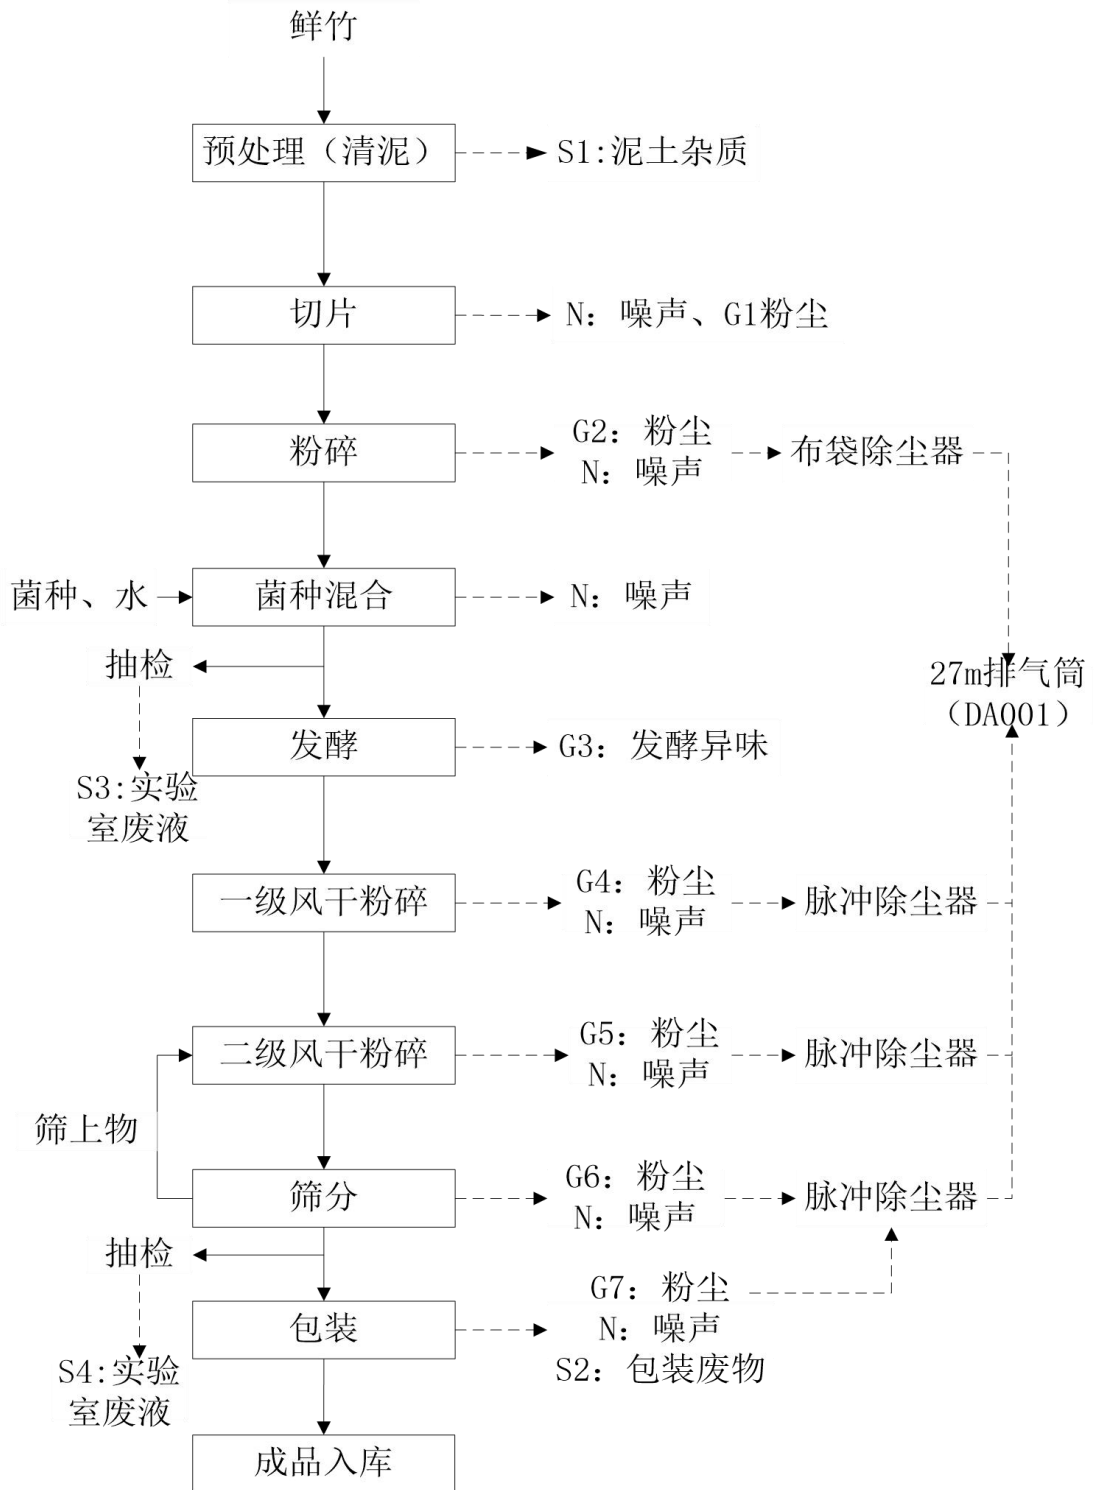 鲜竹
预处理（清泥）
S1:泥土杂质
切片
N：噪声、G1粉尘
粉碎
G2：粉尘
N：噪声
布袋除尘器
菌种、水
菌种混合
N：噪声
抽检
27m排气筒
（DA001）
发酵
G3：发酵异味
S3:实验
室废液
一级风干粉碎
G4：粉尘
N：噪声
脉冲除尘器
二级风干粉碎
G5：粉尘
N：噪声
脉冲除尘器
筛上物
筛分
G6：粉尘
N：噪声
脉冲除尘器
抽检
G7：粉尘
N：噪声
S2：包装废物
包装
S4:实验
室废液
成品入库